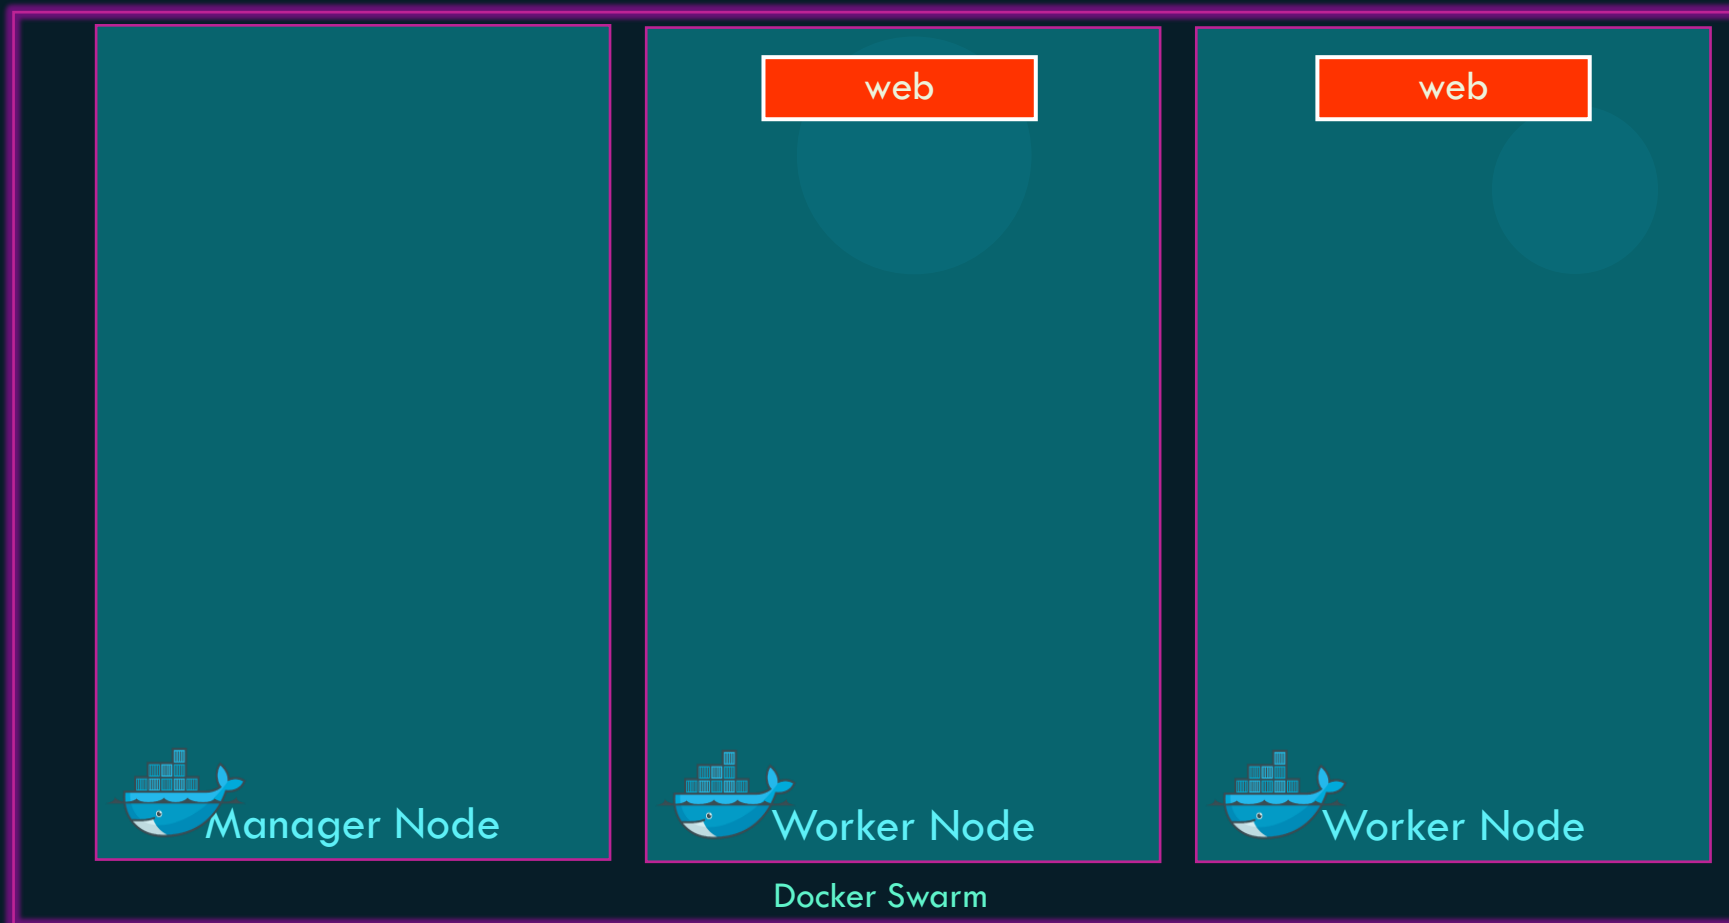 web
web
Manager Node
Worker Node
Worker Node
Docker Swarm